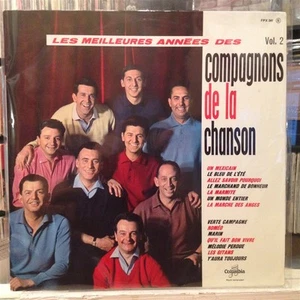 LES MEILLEURES ANNÉES DES
Vol. 2
compagnons
de la
chanson
UN MEXICAIN
LE BLEU DE L'ÉTÉ
ALLEZ SAVOIR POURQUOI
LE MARCHAND DE BONHEUR
LA MARMITE
UN MONDE ENTIER
LA MARCHE DES ANGES
VERTE CAMPAGNE
ROMÉO
MARIN
QU'IL FAIT BON VIVRE
MÉLODIE PERDUE
LES GITANS
Y'AURA TOUJOURS
Columbia